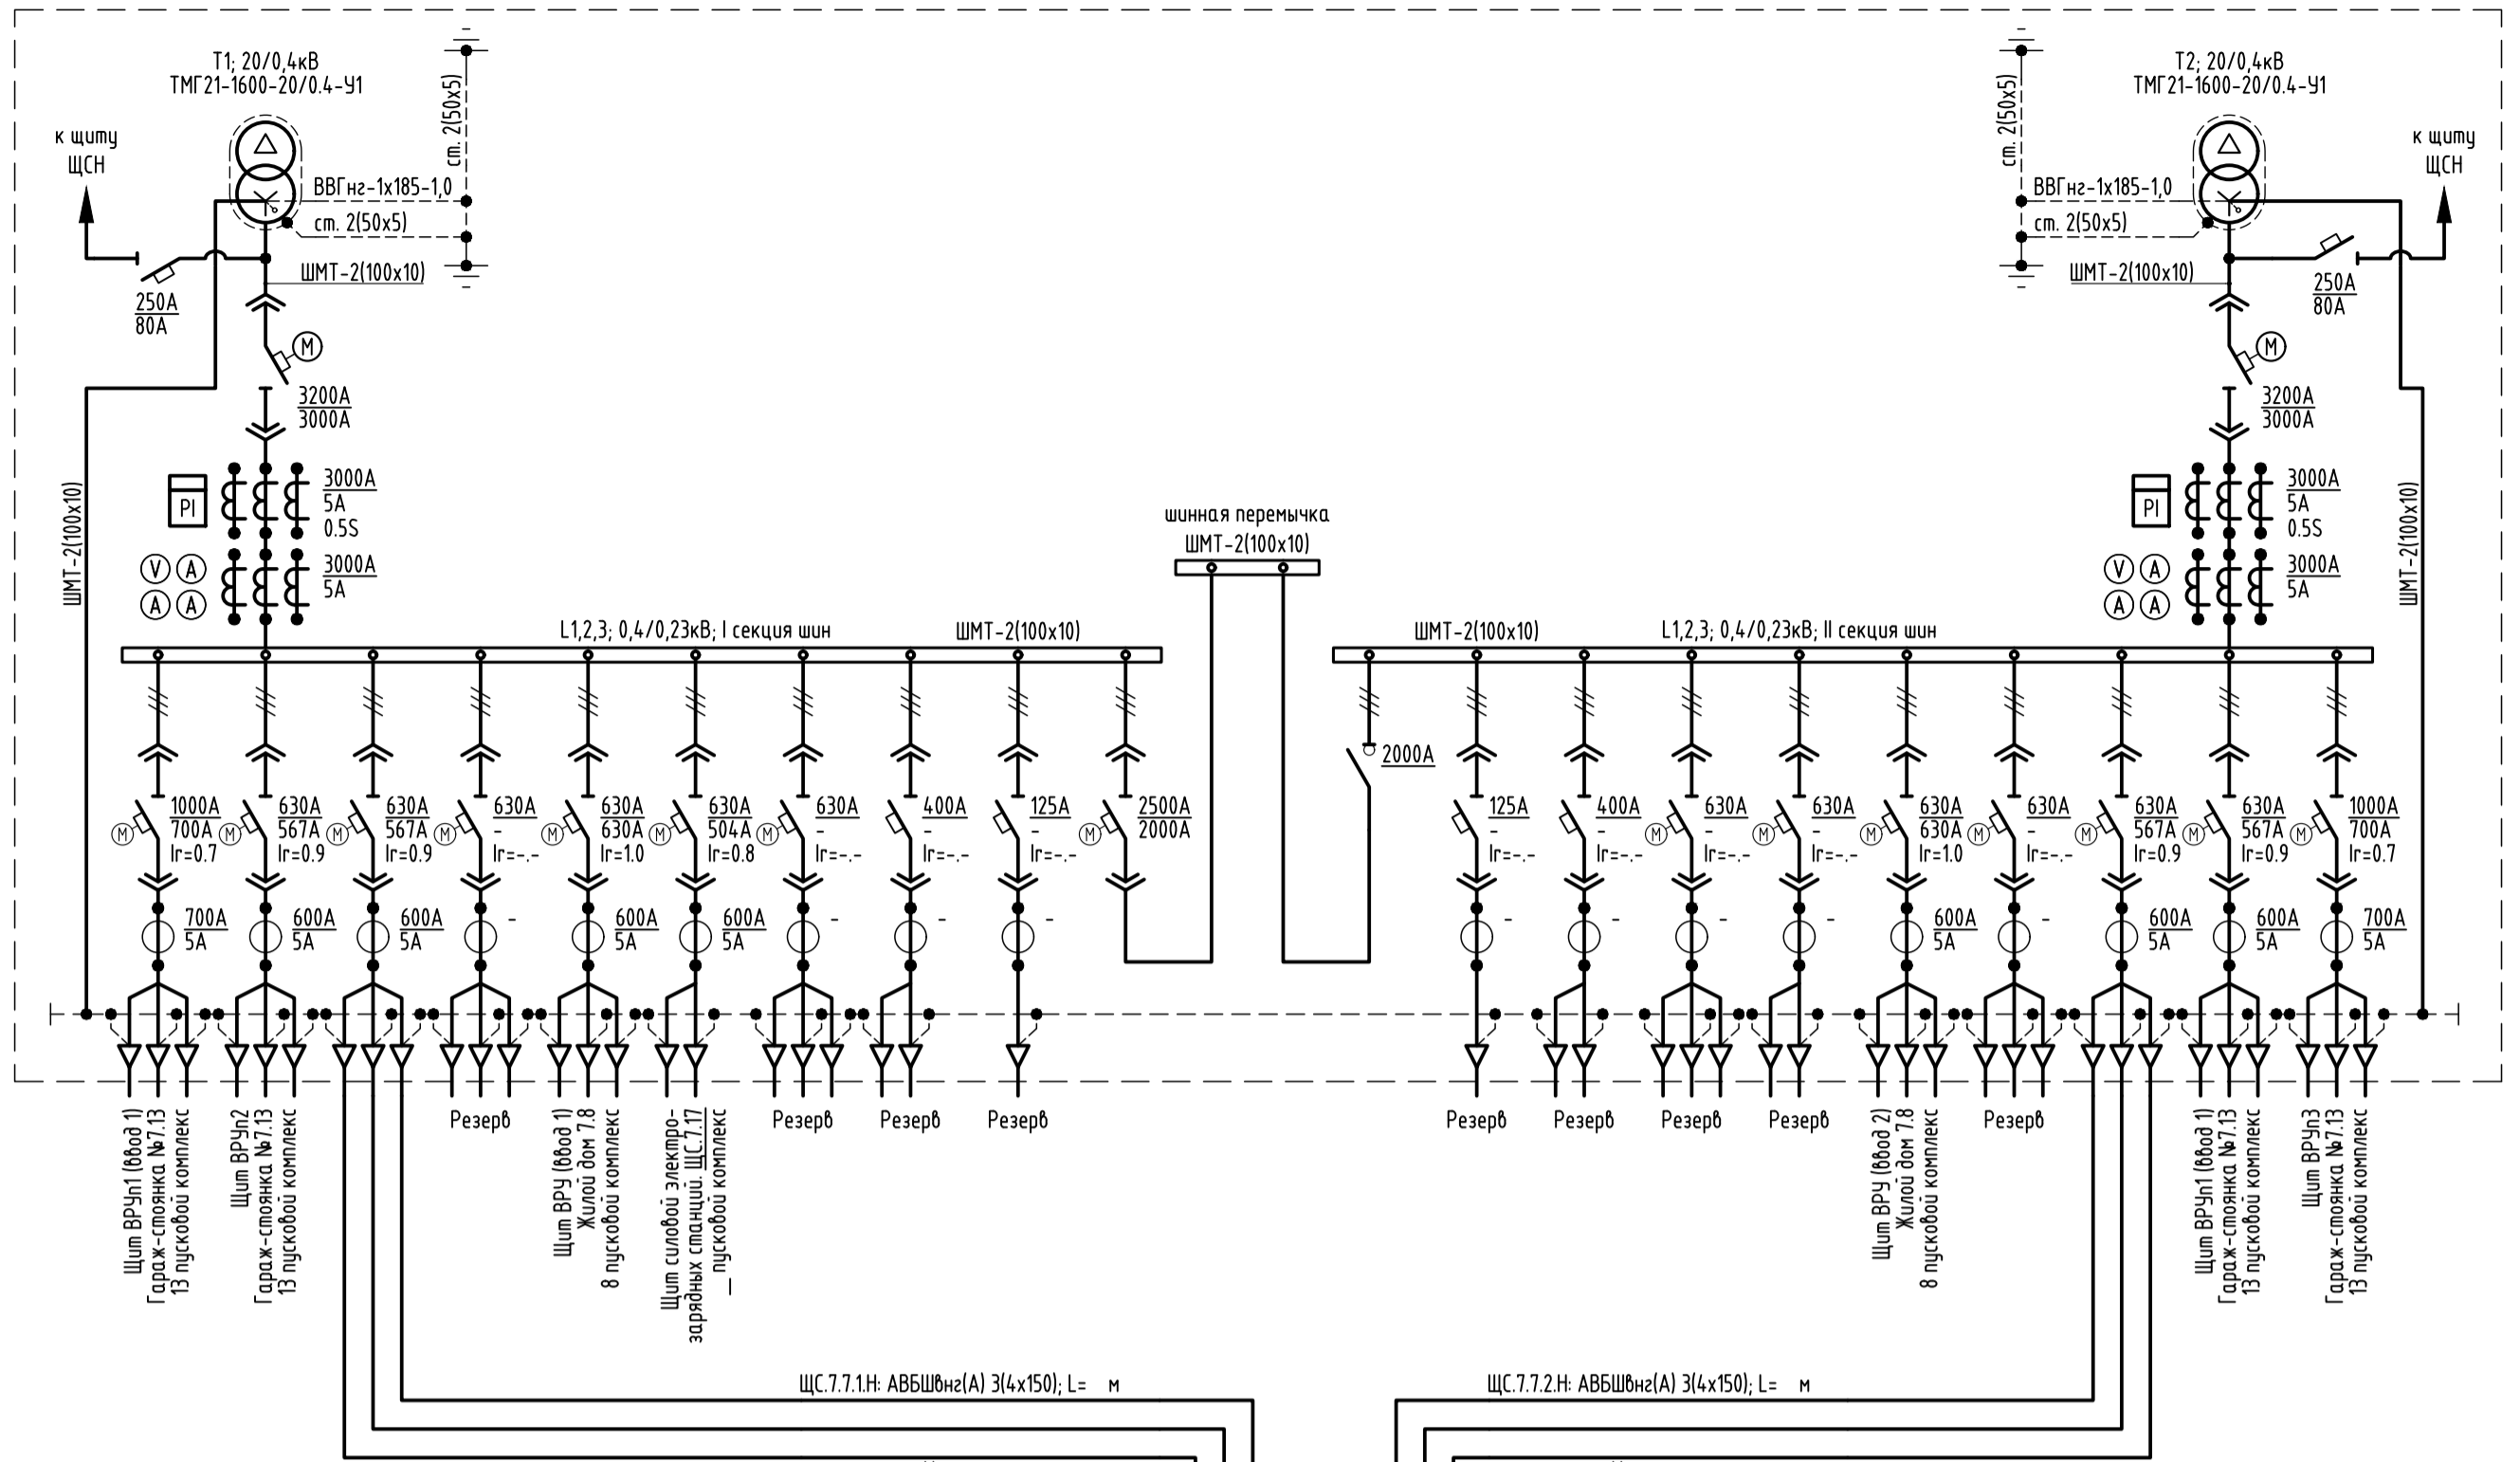 Т1; 20/0,4кВ
ТМГ21-1600-20/0.4-У1
к щиту
ЩСН
ст. 2(50х5)
ВВГнг-1х185-1,0
ст. 2(50х5)
ШМТ-2(100х10)
250А
80А
М
3200А
3000А
ШМТ-2(100х10)
PI
3000А
5А
0.5S
V A
A A
3000А
5А
Т2; 20/0,4кВ
ТМГ21-1600-20/0.4-У1
к щиту
ЩСН
ст. 2(50х5)
ВВГнг-1х185-1,0
ст. 2(50х5)
ШМТ-2(100х10)
250А
80А
М
3200А
3000А
ШМТ-2(100х10)
PI
3000А
5А
0.5S
V A
A A
3000А
5А
шинная перемычка
ШМТ-2(100х10)
L1,2,3; 0,4/0,23кВ; I секция шин
ШМТ-2(100х10)
ШМТ-2(100х10)
L1,2,3; 0,4/0,23кВ; II секция шин
М
1000А
700А
Ir=0.7
М
630А
567А
Ir=0.9
М
630А
567А
Ir=0.9
М
630А
-
Ir=-.-
М
630А
630А
Ir=1.0
М
630А
504А
Ir=0.8
М
630А
-
Ir=-.-
400А
-
Ir=-.-
125А
-
Ir=-.-
М
2500А
2000А
2000А
125А
-
Ir=-.-
400А
-
Ir=-.-
М
630А
-
Ir=-.-
М
630А
-
Ir=-.-
М
630А
630А
Ir=1.0
М
630А
-
Ir=-.-
М
630А
567А
Ir=0.9
М
630А
567А
Ir=0.9
М
1000А
700А
Ir=0.7
700А
5А
600А
5А
600А
5А
-
600А
5А
600А
5А
-
-
-
-
-
-
-
600А
5А
-
600А
5А
600А
5А
700А
5А
Щит ВРУп1 (ввод 1)
Гараж-стоянка №7.13
13 пусковой комплекс
Щит ВРУп2
Гараж-стоянка №7.13
13 пусковой комплекс
Резерв
Щит ВРУ (ввод 1)
Жилой дом 7.8
8 пусковой комплекс
Щит силовой электро-
зарядных станций. ЩС.7.17
_ пусковой комплекс
Резерв
Резерв
Резерв
Резерв
Резерв
Резерв
Резерв
Щит ВРУ (ввод 2)
Жилой дом 7.8
8 пусковой комплекс
Резерв
Щит ВРУп1 (ввод 1)
Гараж-стоянка №7.13
13 пусковой комплекс
Щит ВРУп3
Гараж-стоянка №7.13
13 пусковой комплекс
ЩС.7.7.1.Н: АВБШвнг(А) 3(4х150); L= м
ЩС.7.7.2.Н: АВБШвнг(А) 3(4х150); L= м